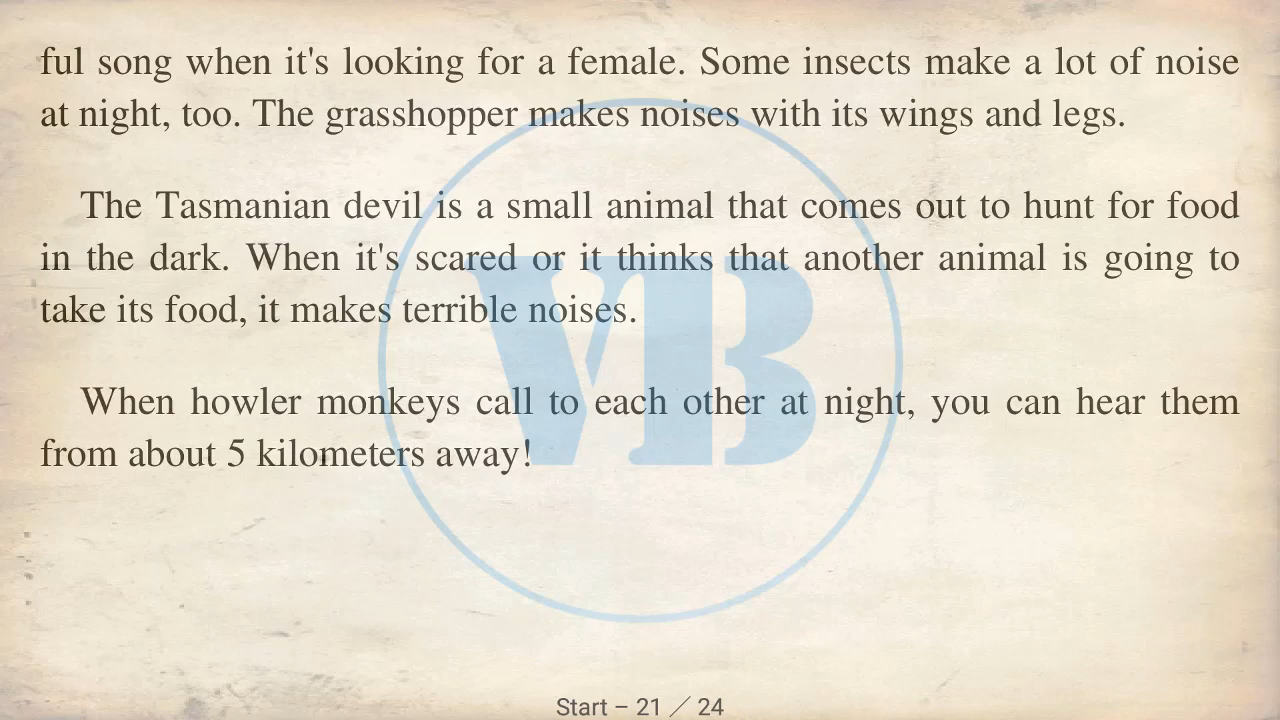 ful song when it's looking for a female. Some insects make a lot of noise
at night, too. The grasshopper makes noises with its wings and legs.
The Tasmanian devil is a small animal that comes out to hunt for food
in the dark. When it's scared or it thinks that another animal is going to
take its food, it makes terrible noises.
When howler monkeys call to each other at night, you can hear them
from about 5 kilometers away!
VB
Start – 21 / 24